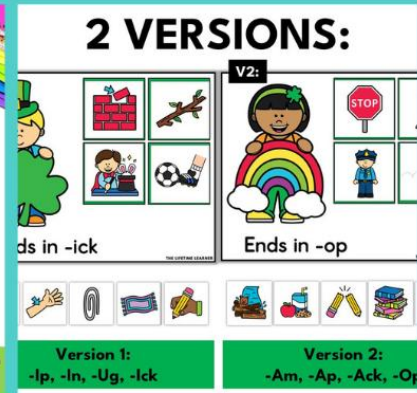 2 VERSIONS:
V2:
STOP
ds in -ick
THE LIFETIME LEARNER
Ends in -op
Version 1:
-Ip, -In, -Ug, -Ick
Version 2:
-Am, -Ap, -Ack, -Op